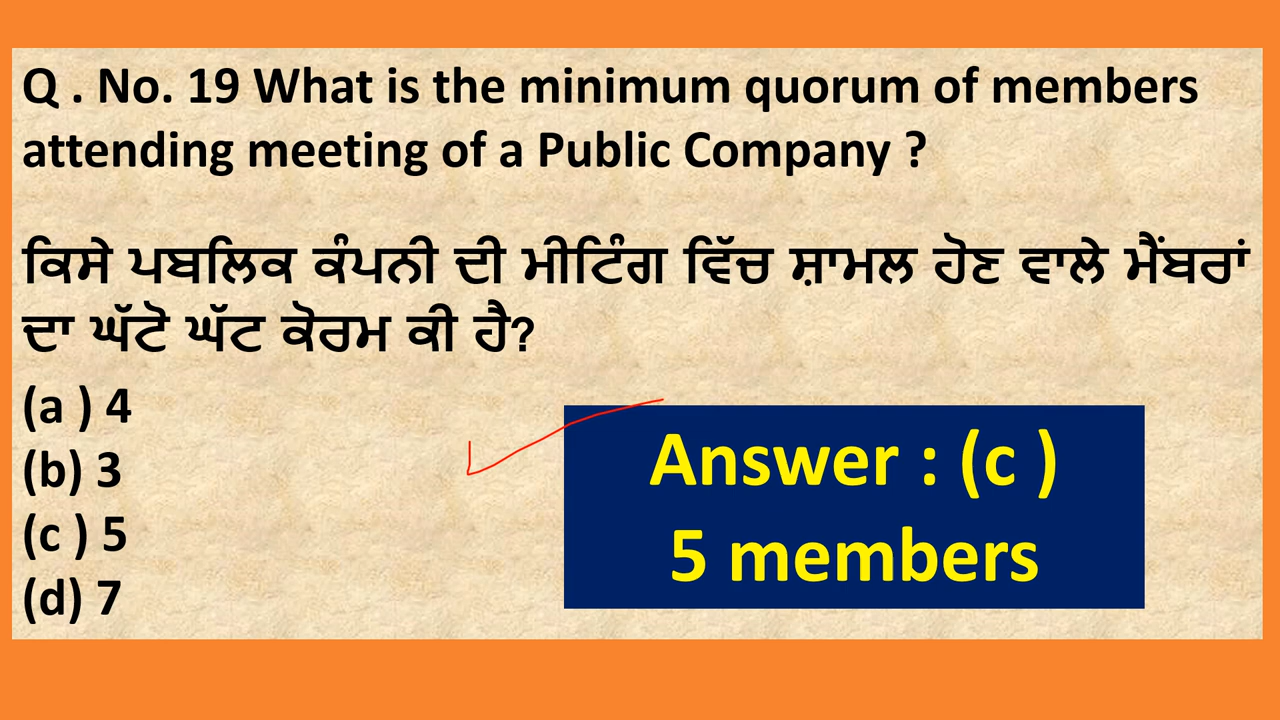 Q . No. 19 What is the minimum quorum of members
attending meeting of a Public Company ?
ਕਿਸੇ ਪਬਲਿਕ ਕੰਪਨੀ ਦੀ ਮੀਟਿੰਗ ਵਿੱਚ ਸ਼ਾਮਲ ਹੋਣ ਵਾਲੇ ਮੈਂਬਰਾਂ
ਦਾ ਘੱਟੋ ਘੱਟ ਕੋਰਮ ਕੀ ਹੈ?
(a ) 4
(b) 3
(c ) 5
(d) 7
Answer : (c )
5 members